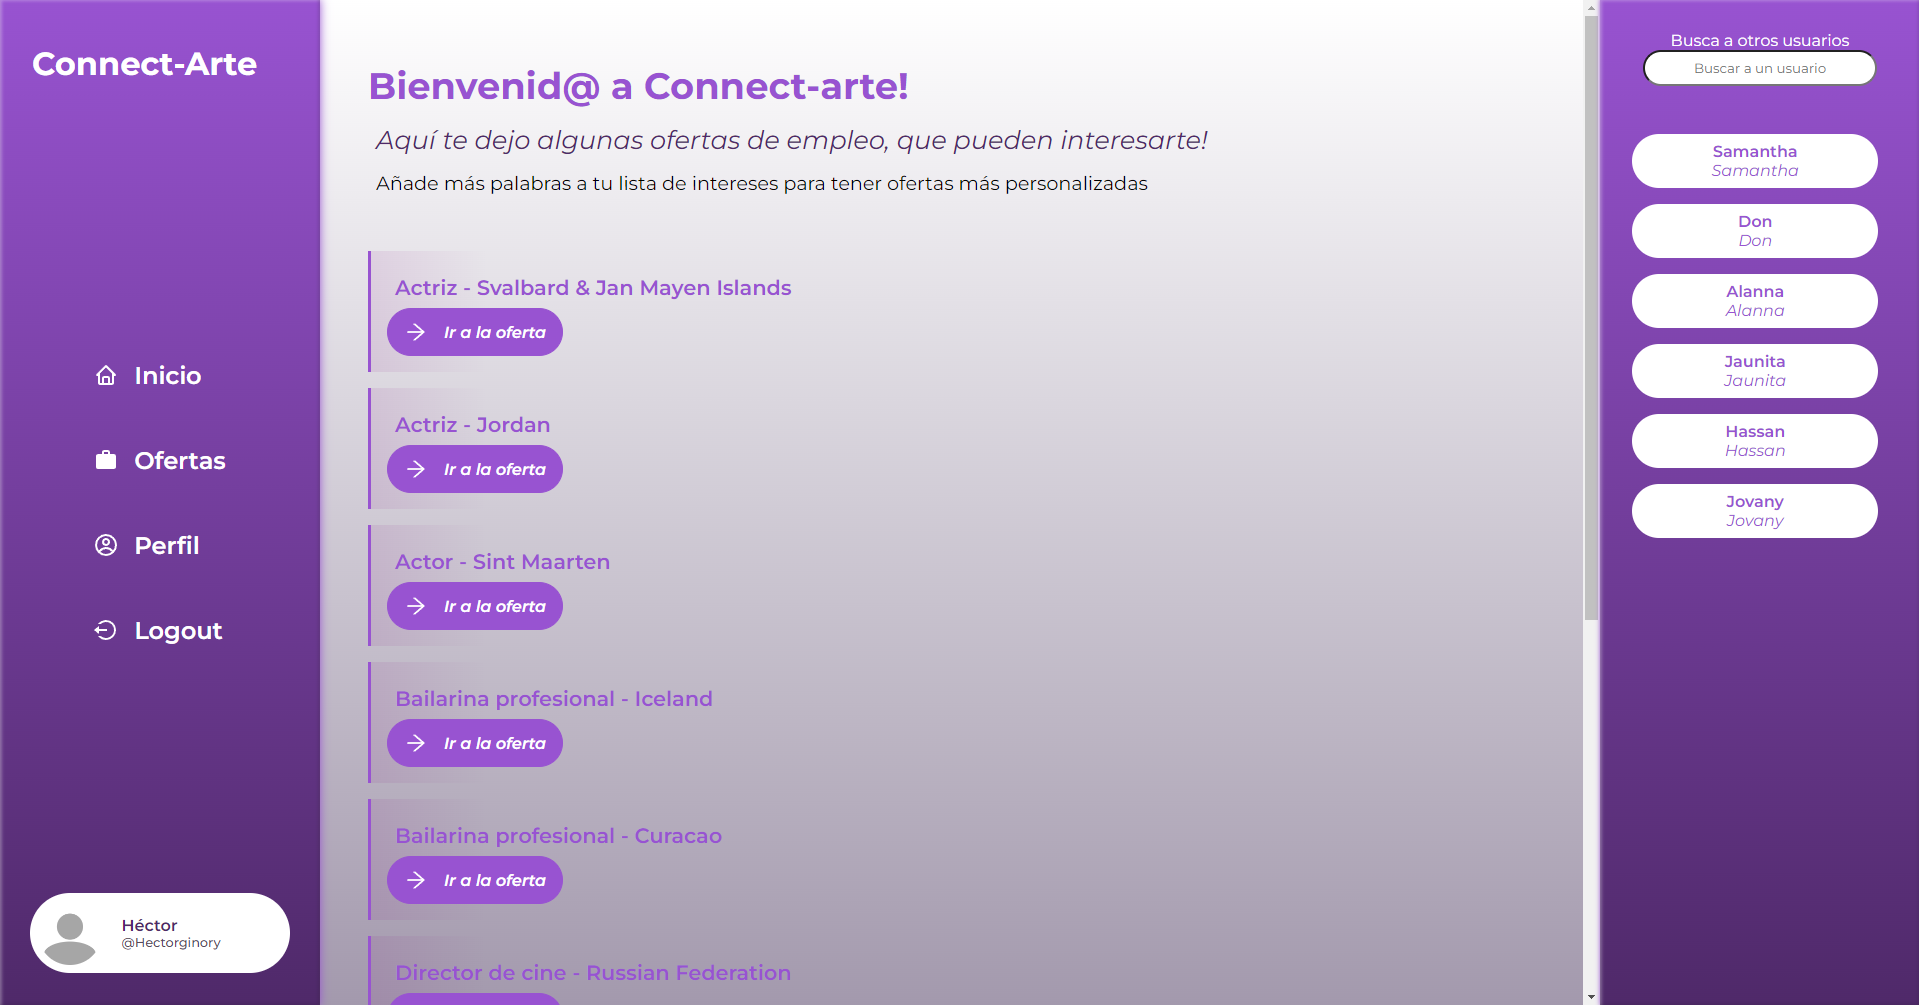 Connect-Arte
Inicio
Ofertas
Perfil
Logout
Héctor
@Hectorginory
Bienvenid@ a Connect-arte!
Aquí te dejo algunas ofertas de empleo, que pueden interesarte!
Añade más palabras a tu lista de intereses para tener ofertas más personalizadas
Actriz - Svalbard & Jan Mayen Islands
Ir a la oferta
Actriz - Jordan
Ir a la oferta
Actor - Sint Maarten
Ir a la oferta
Bailarina profesional - Iceland
Ir a la oferta
Bailarina profesional - Curacao
Ir a la oferta
Director de cine - Russian Federation
Busca a otros usuarios
Buscar a un usuario
Samantha
Samantha
Don
Don
Alanna
Alanna
Jaunita
Jaunita
Hassan
Hassan
Jovany
Jovany